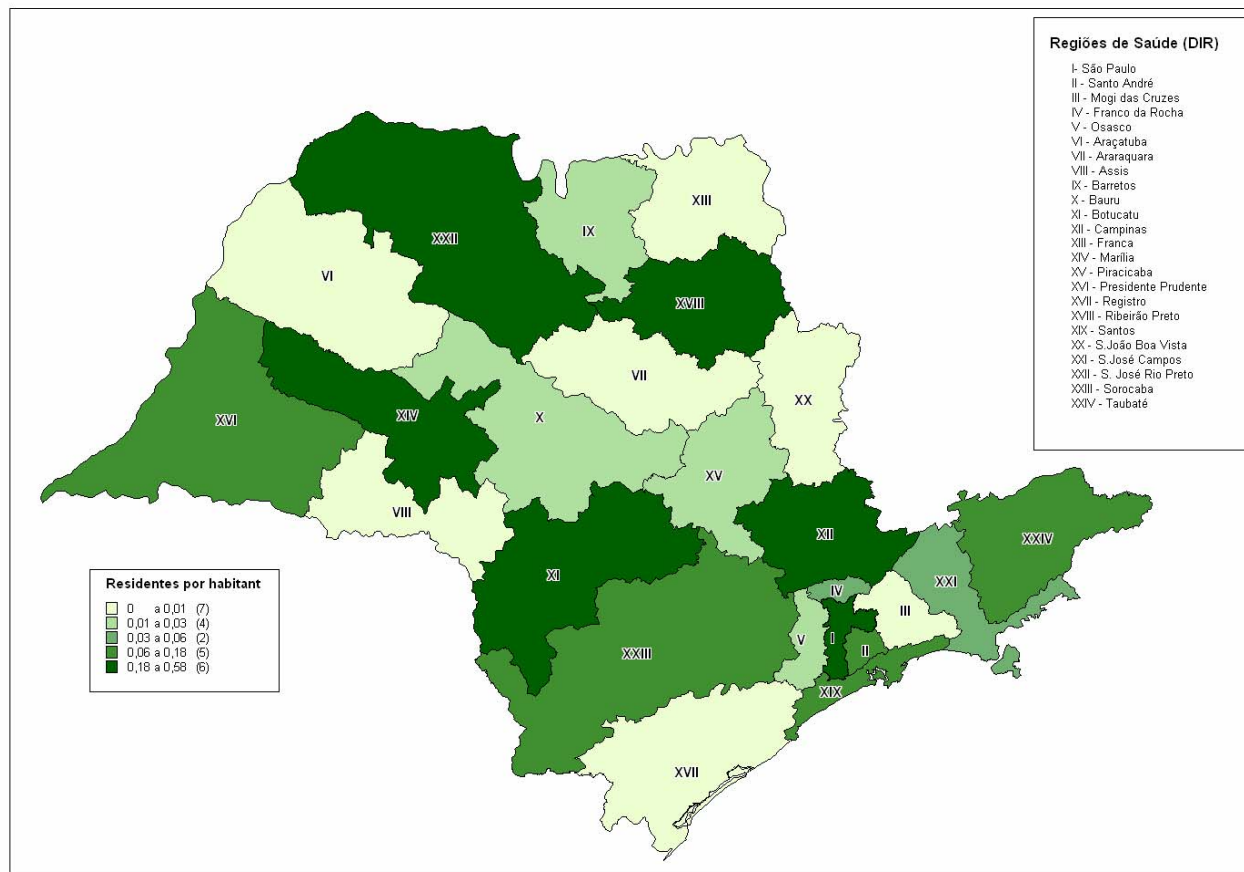 Regiões de Saúde (DIR)
I- São Paulo
II - Santo André
III - Mogi das Cruzes
IV - Franco da Rocha
V - Osasco
VI - Araçatuba
VII - Araraquara
VIII - Assis
IX - Barretos
X - Bauru
XI - Botucatu
XII - Campinas
XIII - Franca
XIV - Marília
XV - Piracicaba
XVI - Presidente Prudente
XVII - Registro
XVIII - Ribeirão Preto
XIX - Santos
XX - S.João Boa Vista
XXI - S.José Campos
XXII - S. José Rio Preto
XXIII - Sorocaba
XXIV - Taubaté
XIII
IX
XXII
VI
XVIII
VII
XX
XVI
XIV
X
XV
VIII
XII
XXIV
XI
XXI
IV
III
V
I
II
XXIII
XIX
XVII
Residentes por habitant
0 a 0,01 (7)
0,01 a 0,03 (4)
0,03 a 0,06 (2)
0,06 a 0,18 (5)
0,18 a 0,58 (6)